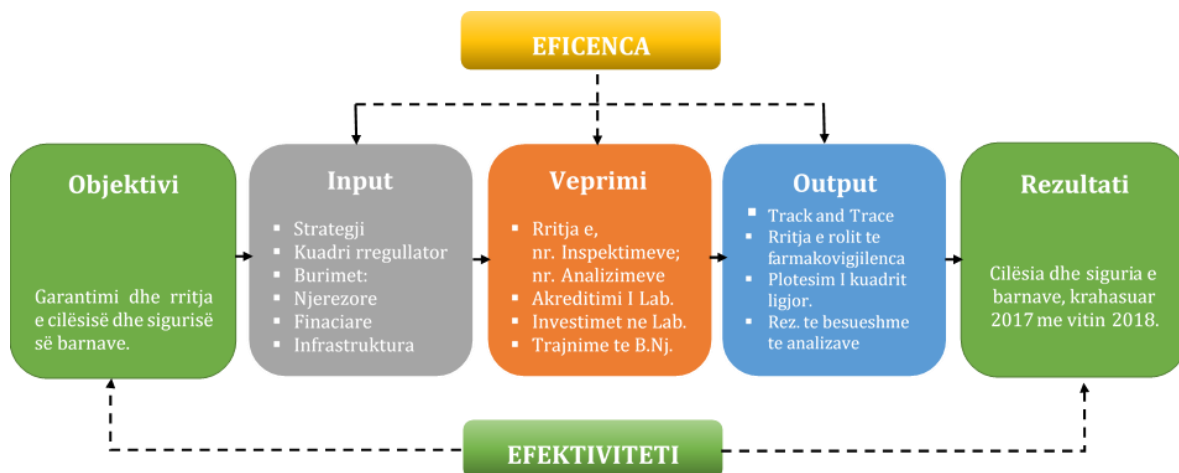 EFICENCA
Objektivi
Garantimi dhe rritja
e cilësisë dhe sigurisë
së barnave.
Input
▪ Strategji
▪ Kuadri rregullator
▪ Burimet:
▪ Njerezore
▪ Finaciare
▪ Infrastruktura
Veprimi
▪ Rritja e,
nr. Inspektimeve;
nr. Analizimeve
▪ Akreditimi I Lab.
▪ Investimet ne Lab.
▪ Trajnime te B.Nj.
Output
▪ Track and Trace
▪ Rritja e rolit te
farmakovigjilenca
▪ Plotesim I kuadrit
ligjor.
▪ Rez. te besueshme
te analizave
Rezultati
Cilësia dhe siguria e
barnave, krahasuar
2017 me vitin 2018.
EFEKTIVITETI